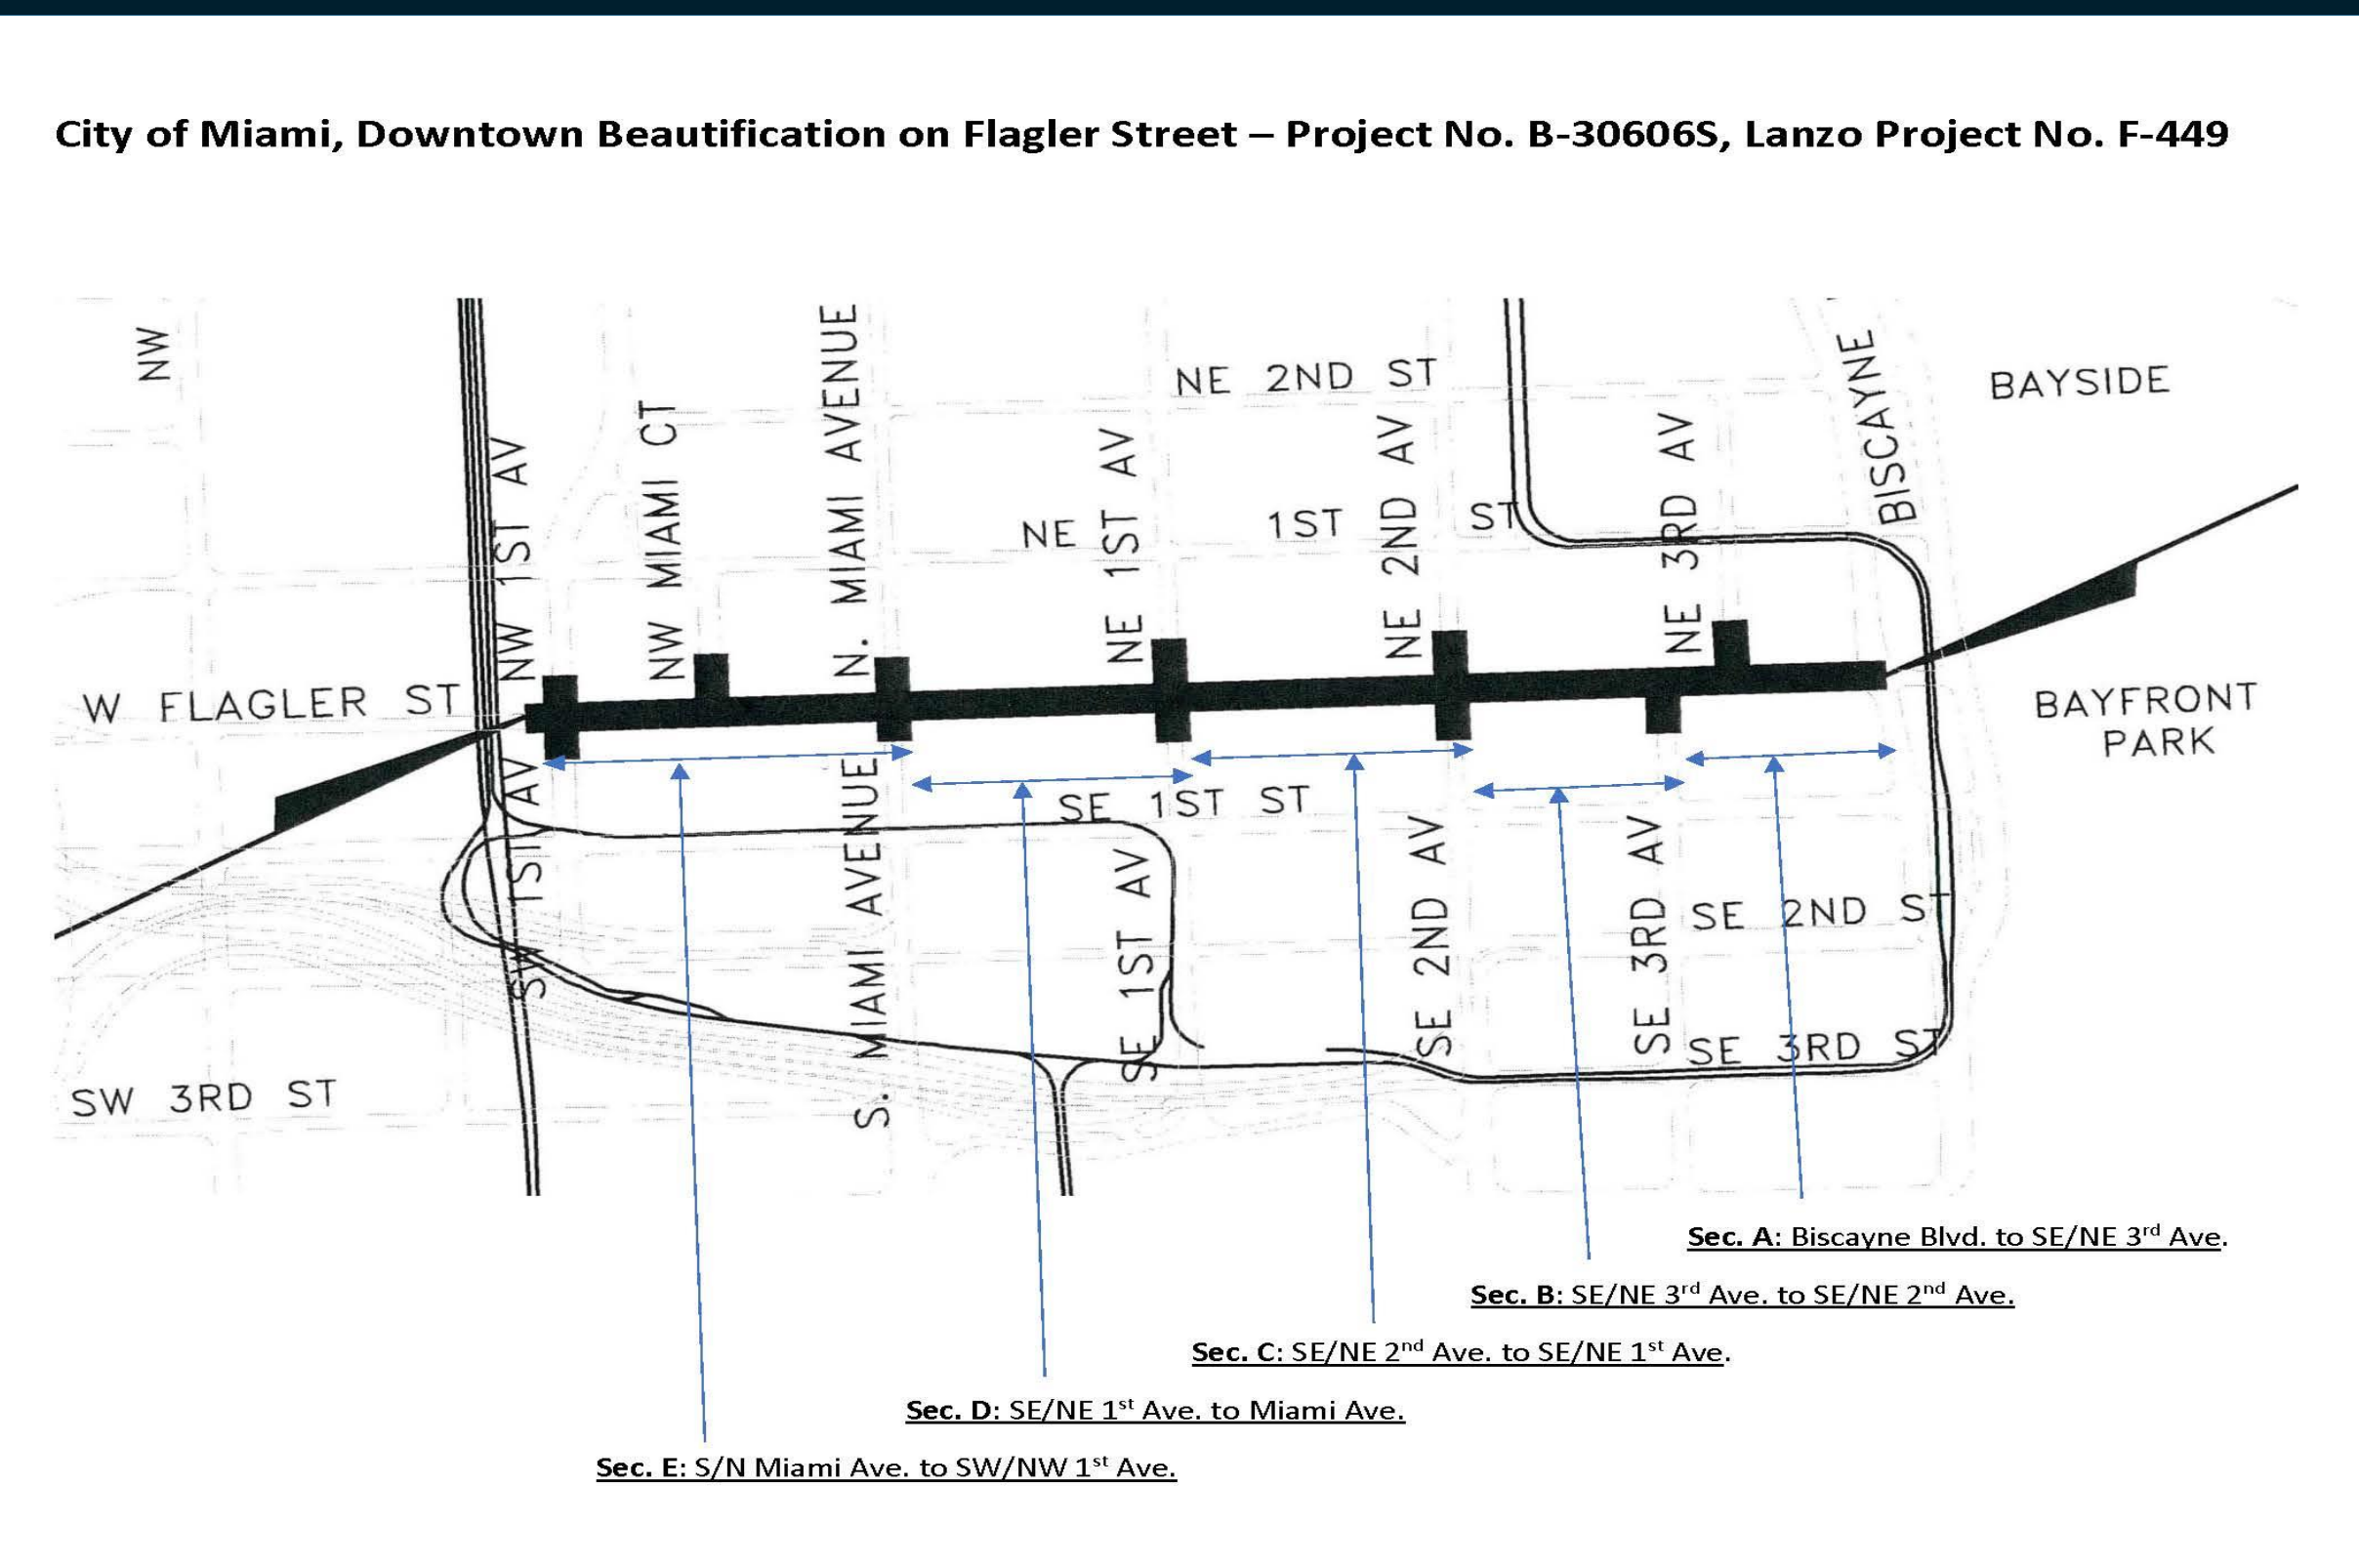 City of Miami, Downtown Beautification on Flagler Street – Project No. B-30606S, Lanzo Project No. F-449
NW
NW 1ST AV
NW MIAMI CT
N. MIAMI AVENUE
NE 2ND ST
NE 1ST AV
NE 1ST ST
NE 2ND AV
NE 3RD AV
BISCAYNE
BAYSIDE
W FLAGLER ST
BAYFRONT
PARK
SW 1ST AV
S. MIAMI AVENUE
SE 1ST ST
SE 1ST AV
SE 2ND AV
SE 3RD AV
SE 2ND ST
SE 3RD ST
SW 3RD ST
Sec. A: Biscayne Blvd. to SE/NE 3rd Ave.
Sec. B: SE/NE 3rd Ave. to SE/NE 2nd Ave.
Sec. C: SE/NE 2nd Ave. to SE/NE 1st Ave.
Sec. D: SE/NE 1st Ave. to Miami Ave.
Sec. E: S/N Miami Ave. to SW/NW 1st Ave.